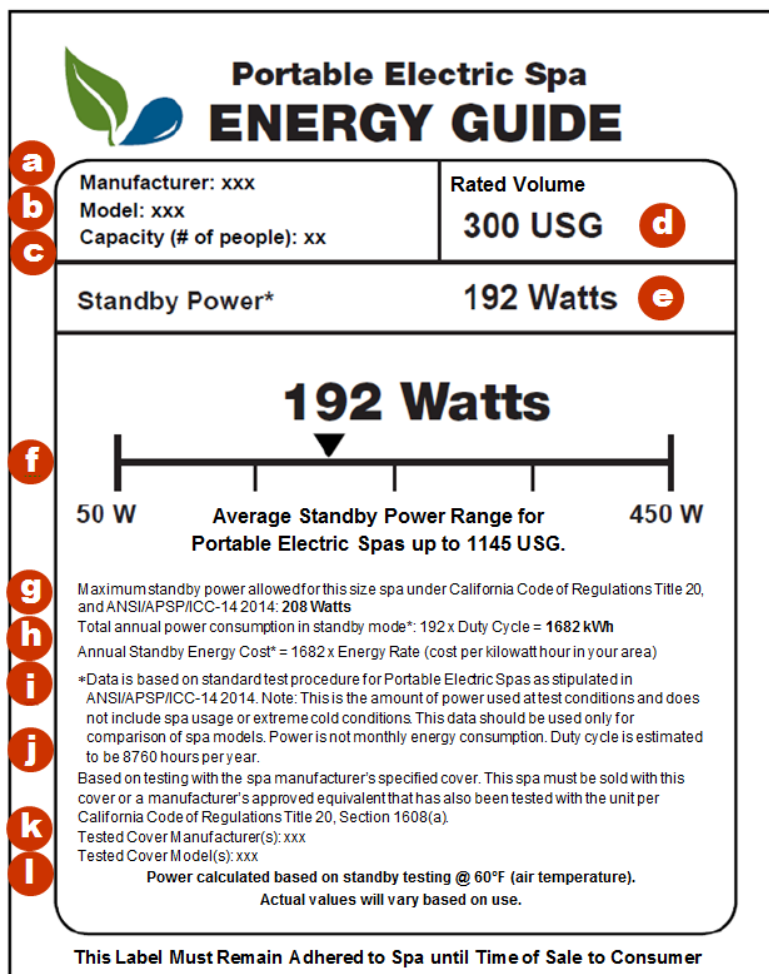 Portable Electric Spa
ENERGY GUIDE
a
Manufacturer: xxx
b
Model: xxx
c
Capacity (# of people): xx
Rated Volume
300 USG
d
Standby Power*
192 Watts
e
192 Watts
f
50 W
450 W
Average Standby Power Range for
Portable Electric Spas up to 1145 USG.
g
Maximum standby power allowed for this size spa under California Code of Regulations Title 20,
and ANSI/APSP/ICC-14 2014: 208 Watts
h
Total annual power consumption in standby mode*: 192 x Duty Cycle = 1682 kWh
Annual Standby Energy Cost* = 1682 x Energy Rate (cost per kilowatt hour in your area)
i
*Data is based on standard test procedure for Portable Electric Spas as stipulated in
ANSI/APSP/ICC-14 2014. Note: This is the amount of power used at test conditions and does
not include spa usage or extreme cold conditions. This data should be used only for
comparison of spa models. Power is not monthly energy consumption. Duty cycle is estimated
to be 8760 hours per year.
j
Based on testing with the spa manufacturer's specified cover. This spa must be sold with this
cover or a manufacturer's approved equivalent that has also been tested with the unit per
California Code of Regulations Title 20, Section 1608(a).
k
Tested Cover Manufacturer(s): xxx
Tested Cover Model(s): xxx
l
Power calculated based on standby testing @ 60°F (air temperature).
Actual values will vary based on use.
This Label Must Remain Adhered to Spa until Time of Sale to Consumer